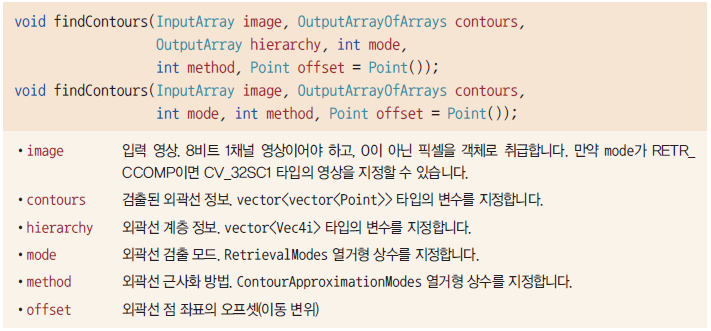 void findContours(InputArray image, OutputArrayOfArrays contours,
OutputArray hierarchy, int mode,
int method, Point offset = Point());
void findContours(InputArray image, OutputArrayOfArrays contours,
int mode, int method, Point offset = Point());
• image 입력 영상. 8비트 1채널 영상이어야 하고, 0이 아닌 픽셀을 객체로 취급합니다. 만약 mode가 RETR_
CCOMP이면 CV_32SC1 타입의 영상을 지정할 수 있습니다.
• contours 검출된 외곽선 정보. vector<vector<Point>> 타입의 변수를 지정합니다.
• hierarchy 외곽선 계층 정보. vector<Vec4i> 타입의 변수를 지정합니다.
• mode 외곽선 검출 모드. RetrievalModes 열거형 상수를 지정합니다.
• method 외곽선 근사화 방법. ContourApproximationModes 열거형 상수를 지정합니다.
• offset 외곽선 점 좌표의 오프셋(이동 변위)